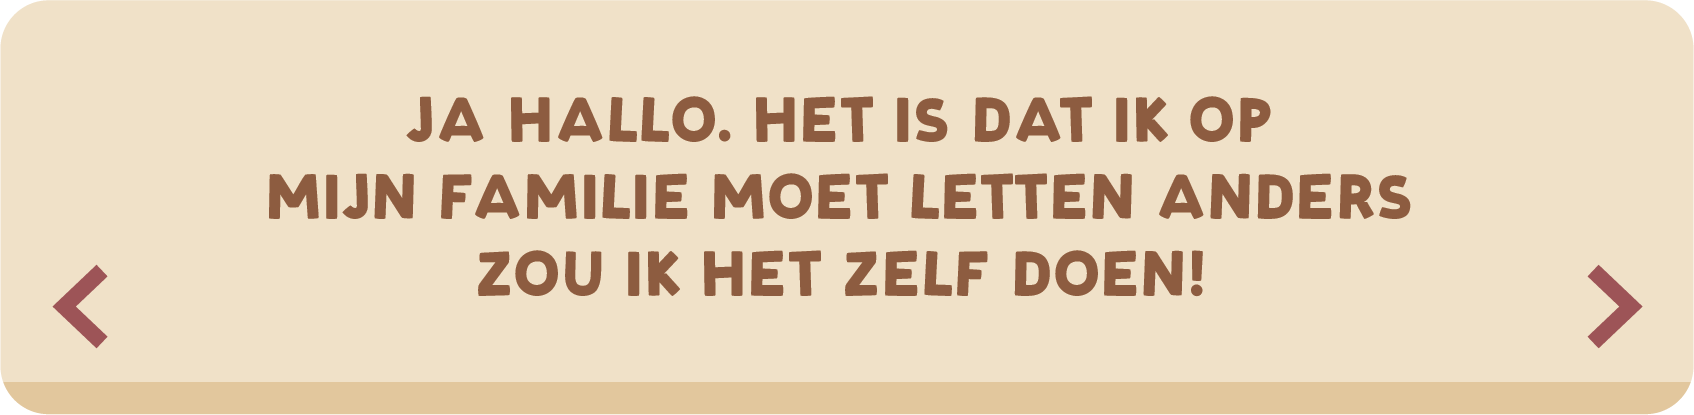 JA HALLO. HET IS DAT IK OP
MIJN FAMILIE MOET LETTEN ANDERS
ZOU IK HET ZELF DOEN!